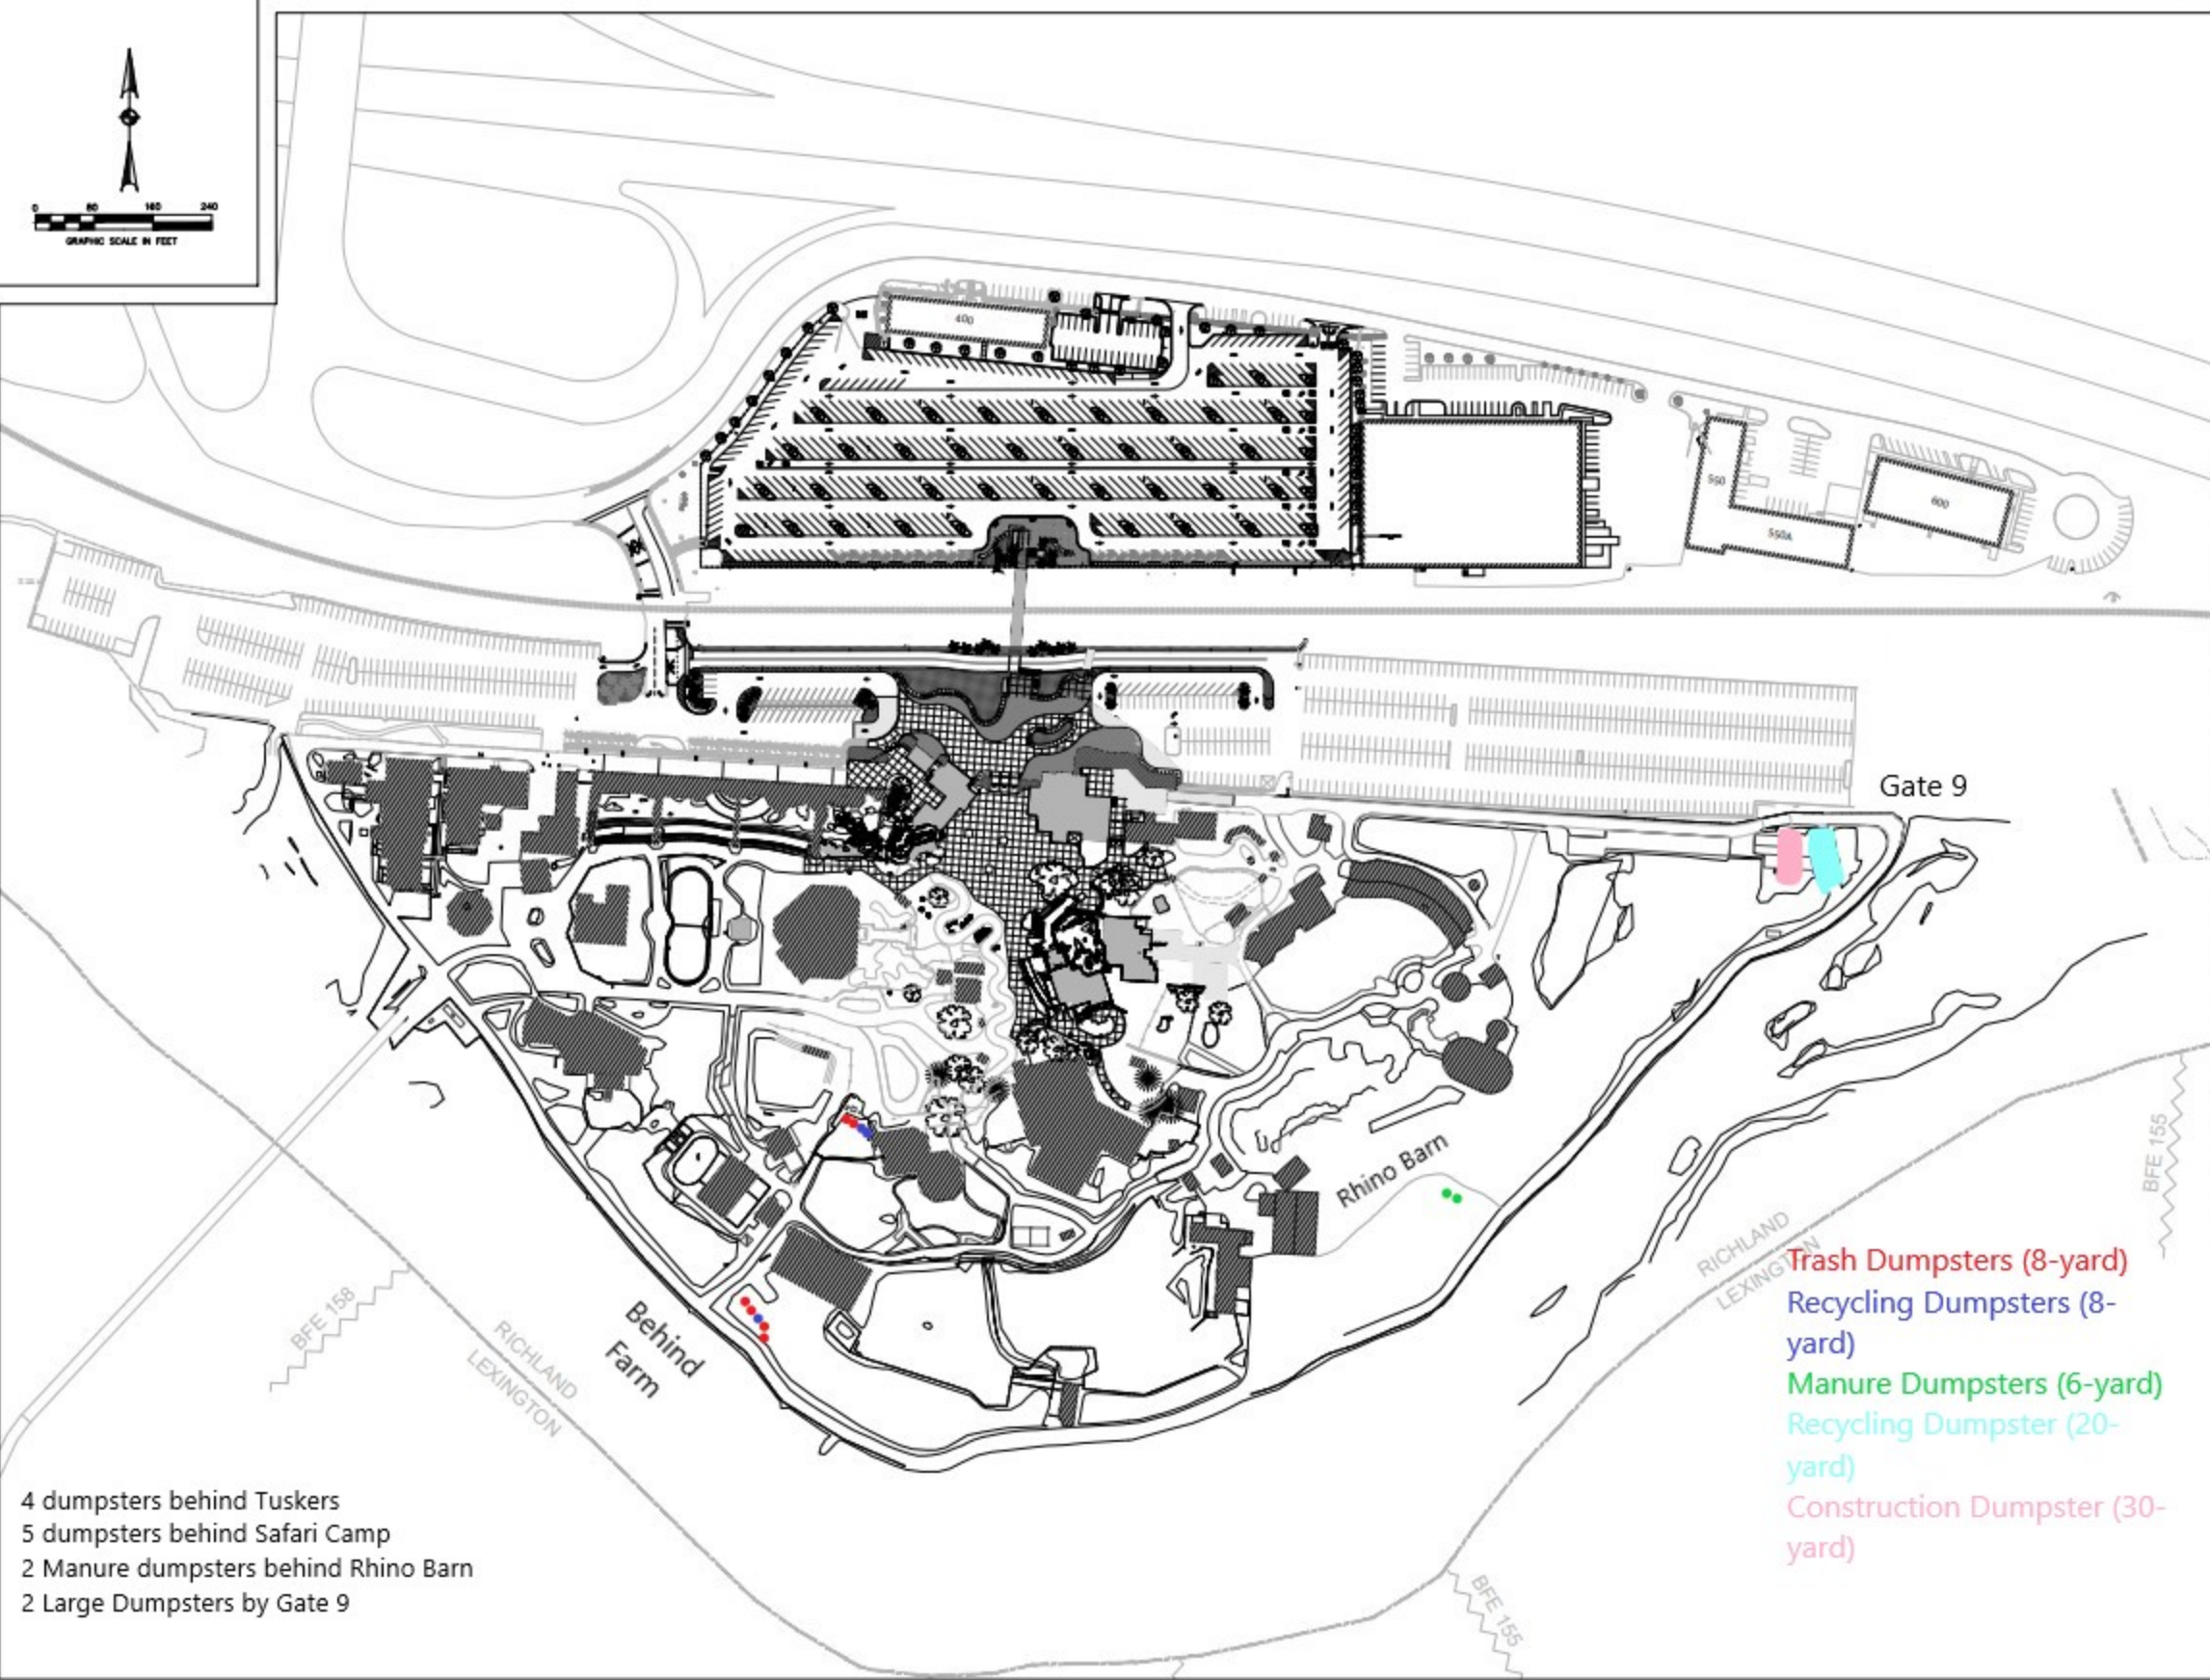 0 80 160 240
GRAPHIC SCALE IN FEET
400
550
550A
600
Gate 9
Rhino Barn
BFE 155
RICHLAND
LEXINGTON
Trash Dumpsters (8-yard)
Recycling Dumpsters (8-
yard)
Manure Dumpsters (6-yard)
Recycling Dumpster (20-
yard)
Construction Dumpster (30-
yard)
BFE 158
RICHLAND
LEXINGTON
Behind
Farm
4 dumpsters behind Tuskers
5 dumpsters behind Safari Camp
2 Manure dumpsters behind Rhino Barn
2 Large Dumpsters by Gate 9
BFE 155